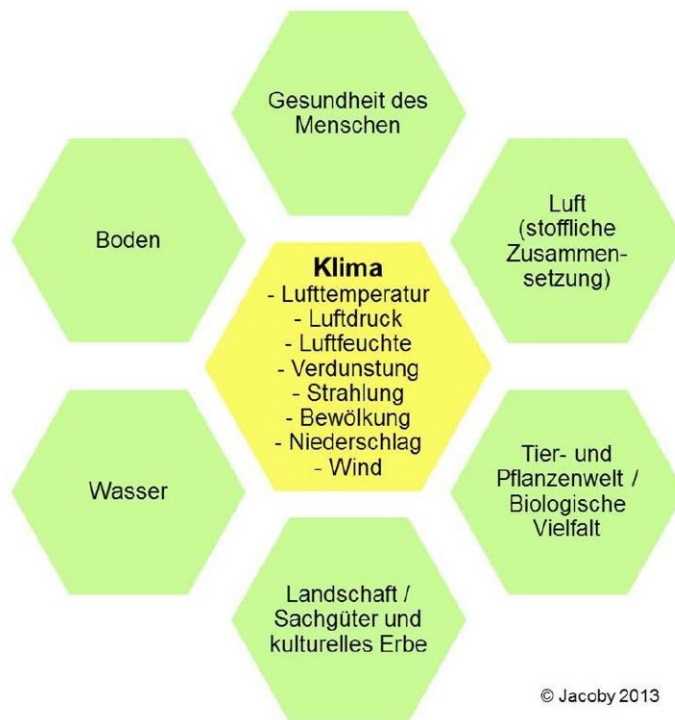 Gesundheit des
Menschen
Luft
(stoffliche
Zusammen-
setzung)
Boden
Klima
- Lufttemperatur
- Luftdruck
- Luftfeuchte
- Verdunstung
- Strahlung
- Bewölkung
- Niederschlag
- Wind
Wasser
Tier- und
Pflanzenwelt /
Biologische
Vielfalt
Landschaft /
Sachgüter und
kulturelles Erbe
© Jacoby 2013